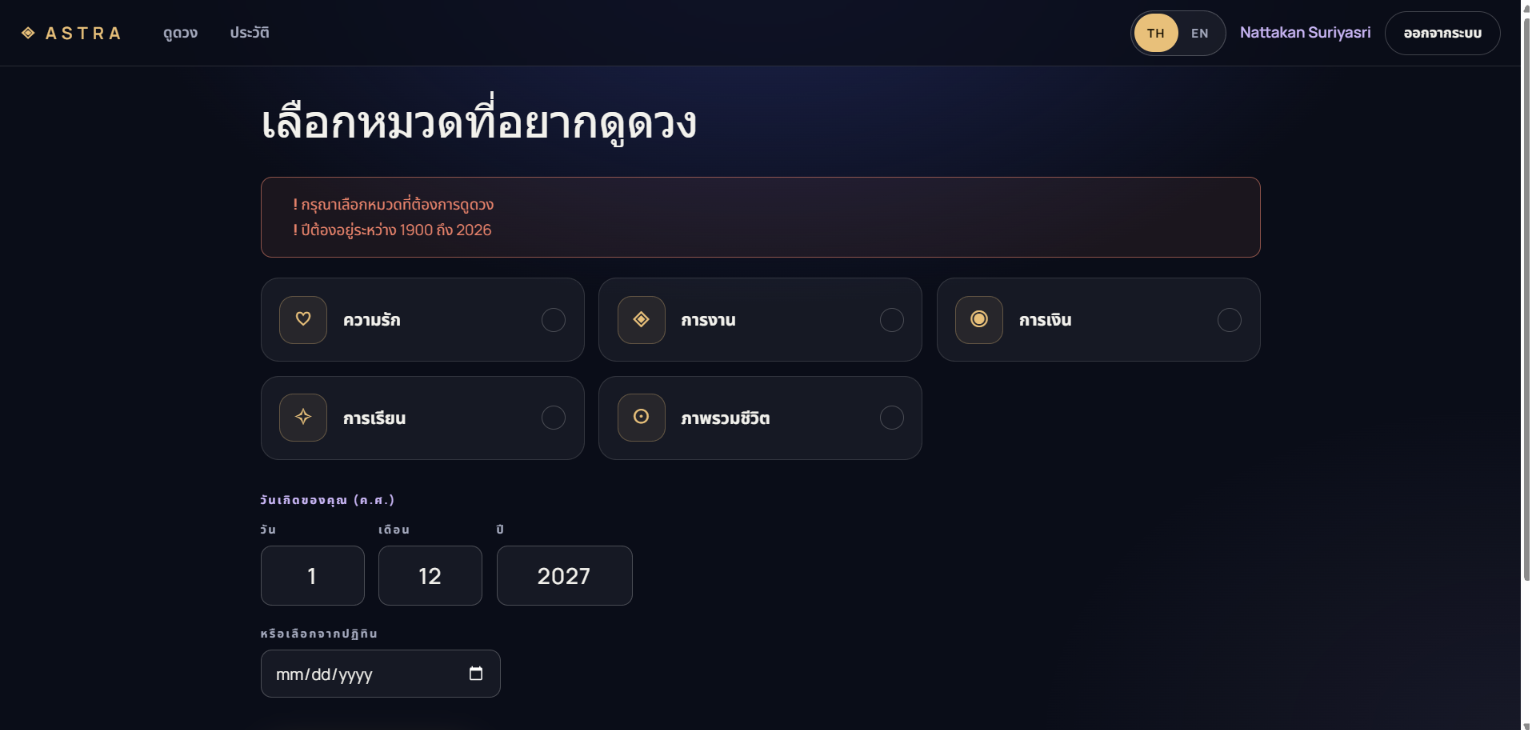 ASTRA ดูดวง ประวัติ TH EN Nattakan Suriyasri ออกจากระบบ
เลือกหมวดที่อยากดูดวง
! กรุณาเลือกหมวดที่ต้องการดูดวง
! ปีต้องอยู่ระหว่าง 1900 ถึง 2026
ความรัก การงาน การเงิน
การเรียน ภาพรวมชีวิต
วันเกิดของคุณ (ค.ศ.)
วัน เดือน ปี
1 12 2027
หรือเลือกจากปฏิทิน
mm/dd/yyyy